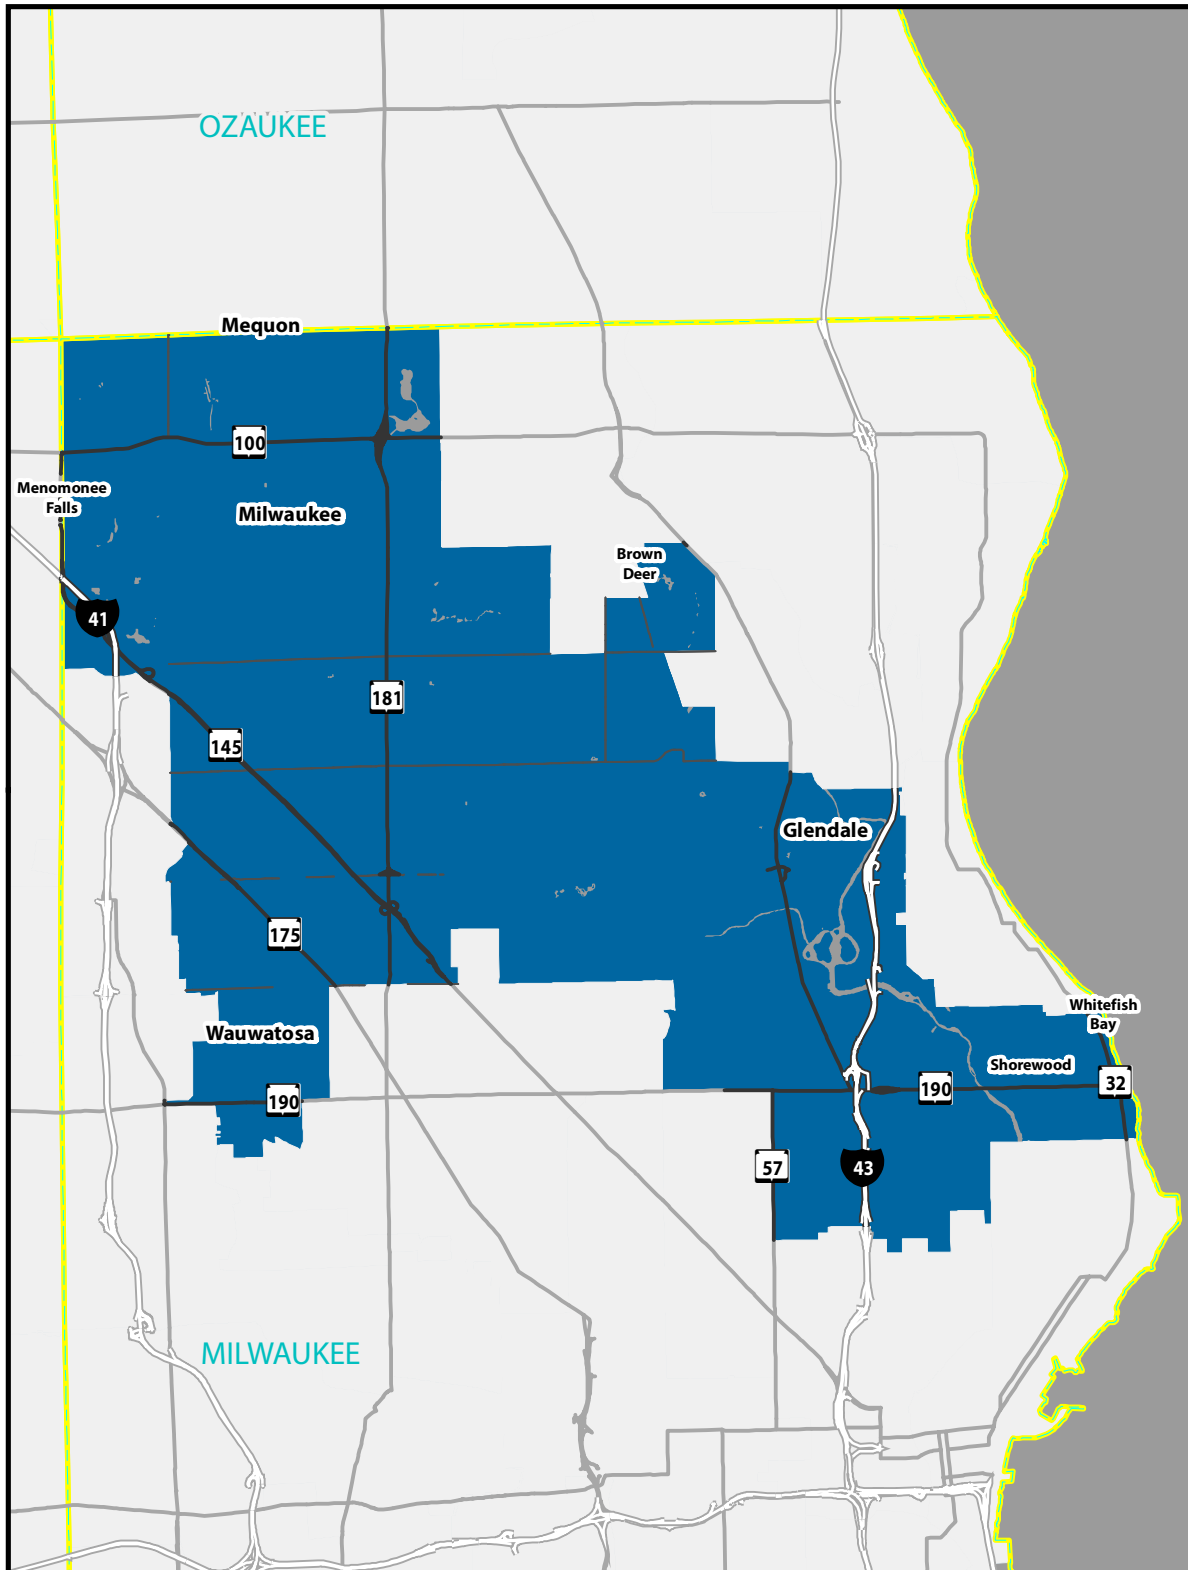 OZAUKEE
Mequon
100
Menomonee
Falls
Milwaukee
Brown
Deer
41
181
145
Glendale
175
Whitefish
Bay
Wauwatosa
Shorewood
190
190
32
57
43
MILWAUKEE